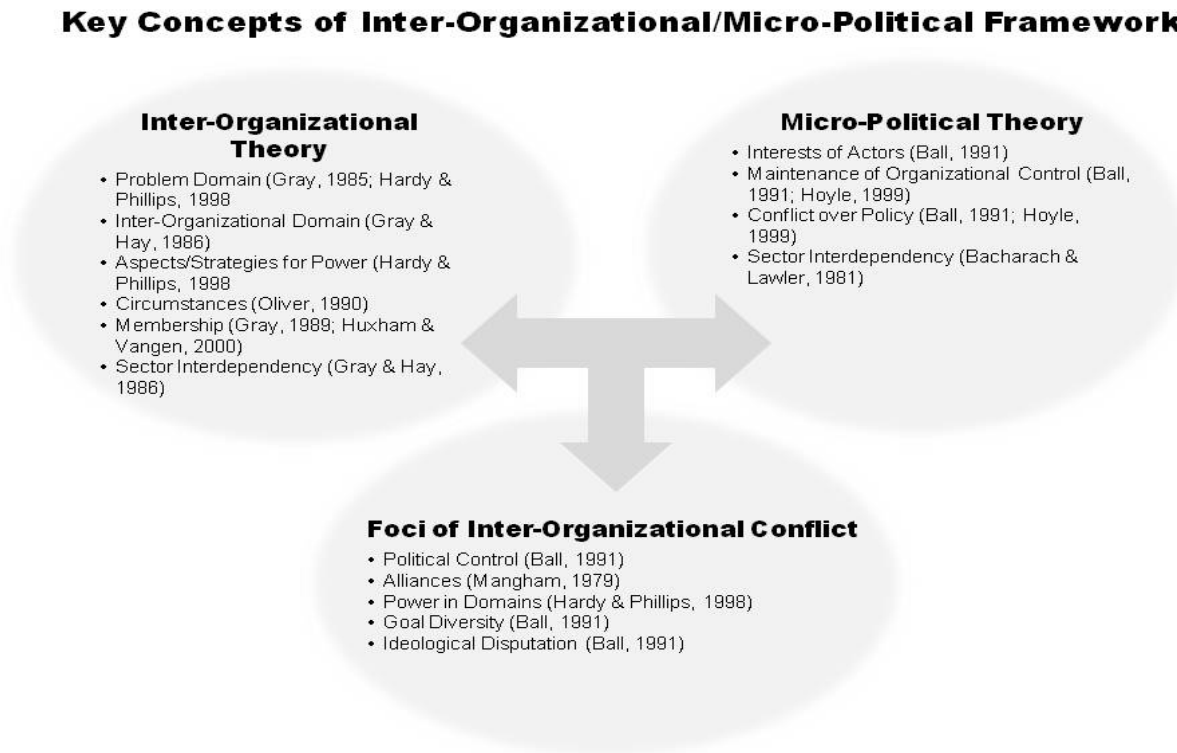 Key Concepts of Inter-Organizational/Micro-Political Framework
Inter-Organizational
Theory
• Problem Domain (Gray, 1985; Hardy &
Phillips, 1998
• Inter-Organizational Domain (Gray &
Hay, 1986)
• Aspects/Strategies for Power (Hardy &
Phillips, 1998
• Circumstances (Oliver, 1990)
• Membership (Gray, 1989; Huxham &
Vangen, 2000)
• Sector Interdependency (Gray & Hay,
1986)
Micro-Political Theory
• Interests of Actors (Ball, 1991)
• Maintenance of Organizational Control (Ball,
1991; Hoyle, 1999)
• Conflict over Policy (Ball, 1991; Hoyle,
1999)
• Sector Interdependency (Bacharach &
Lawler, 1981)
Foci of Inter-Organizational Conflict
• Political Control (Ball, 1991)
• Alliances (Mangham, 1979)
• Power in Domains (Hardy & Phillips, 1998)
• Goal Diversity (Ball, 1991)
• Ideological Disputation (Ball, 1991)